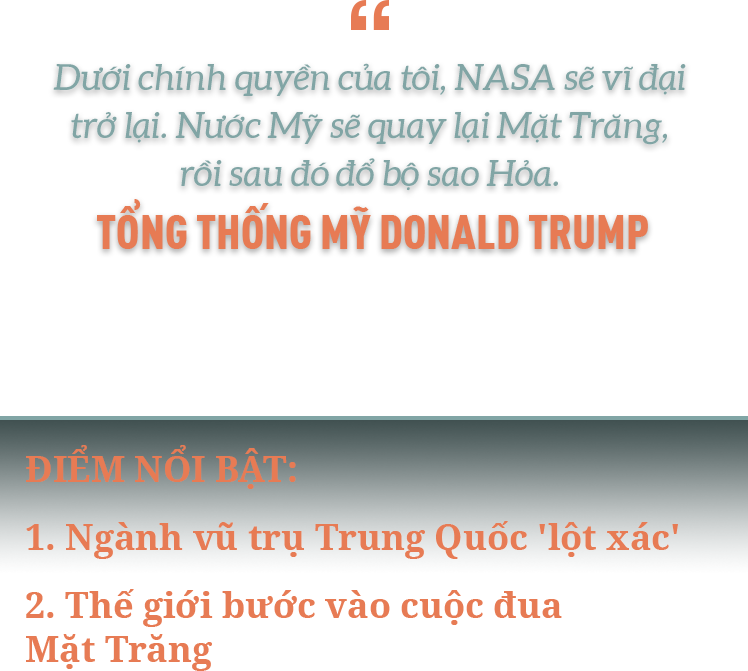 “
Dưới chính quyền của tôi, NASA sẽ vĩ đại
trở lại. Nước Mỹ sẽ quay lại Mặt Trăng,
rồi sau đó đổ bộ sao Hỏa.
TỔNG THỐNG MỸ DONALD TRUMP
ĐIỂM NỔI BẬT:
1. Ngành vũ trụ Trung Quốc 'lột xác'
2. Thế giới bước vào cuộc đua
Mặt Trăng